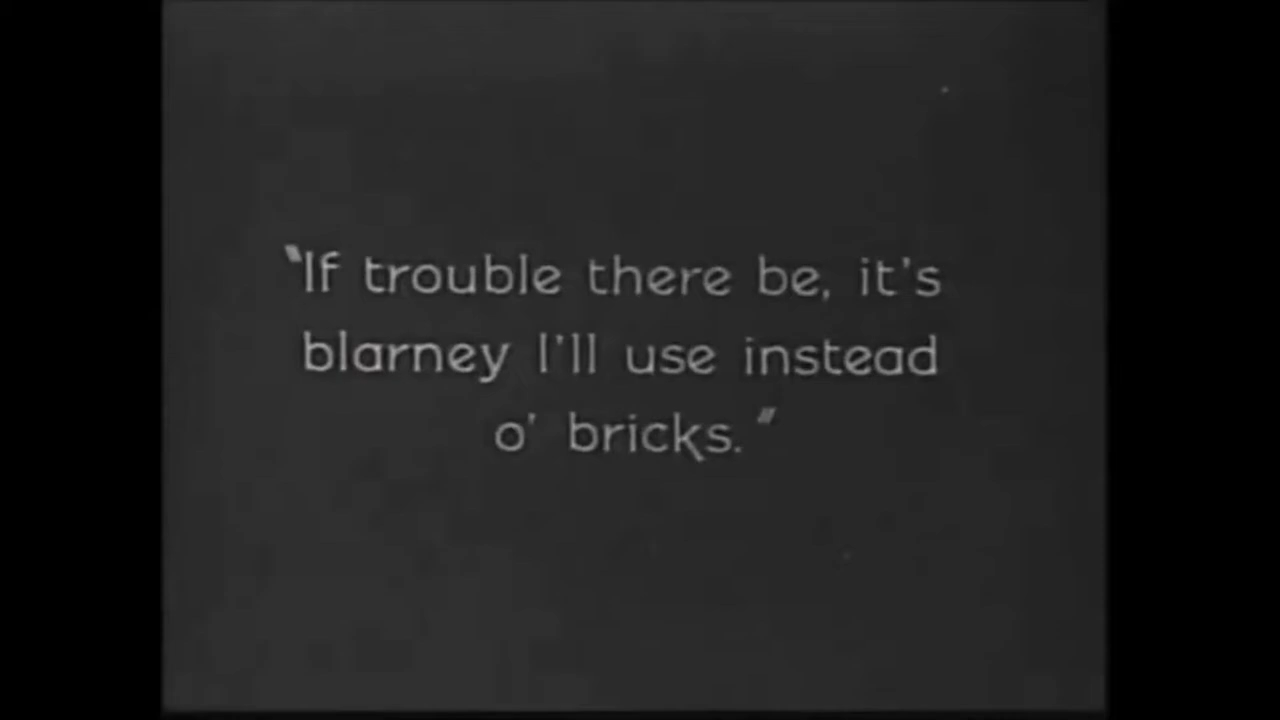 "If trouble there be, it's
blarney I'll use instead
o' bricks."